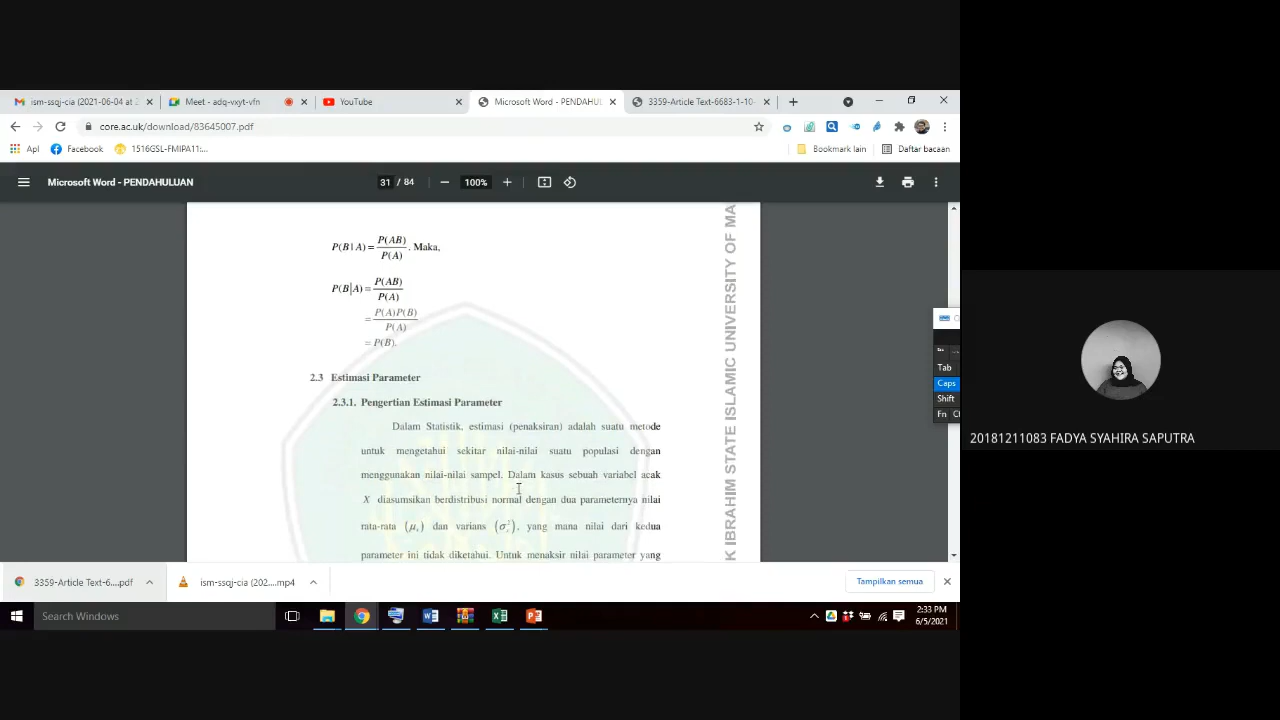 ism-ssqj-cia (2021-06-04 at 2
Meet - adq-vxyt-vfn
YouTube
Microsoft Word - PENDAHUL
3359-Article Text-6683-1-10-
core.ac.uk/download/83645007.pdf
Apl
Facebook
1516GSL-FMIPA11:...
Bookmark lain
Daftar bacaan
Microsoft Word - PENDAHULUAN
31 / 84
100%
P(B | A) = P(AB) / P(A) . Maka,
P(B|A) = P(AB) / P(A)
= P(A)P(B) / P(A)
= P(B).
2.3 Estimasi Parameter
2.3.1. Pengertian Estimasi Parameter
Dalam Statistik, estimasi (penaksiran) adalah suatu metode
untuk mengetahui sekitar nilai-nilai suatu populasi dengan
menggunakan nilai-nilai sampel. Dalam kasus sebuah variabel acak
X diasumsikan berdistribusi normal dengan dua parameternya nilai
rata-rata (μₓ) dan varians (σₓ²), yang mana nilai dari kedua
parameter ini tidak diketahui. Untuk menaksir nilai parameter yang
K IBRAHIM STATE ISLAMIC UNIVERSITY OF MA
Tab
Caps
Shift
Fn
20181211083 FADYA SYAHIRA SAPUTRA
3359-Article Text-6....pdf
ism-ssqj-cia (202....mp4
Tampilkan semua
Search Windows
2:33 PM
6/5/2021